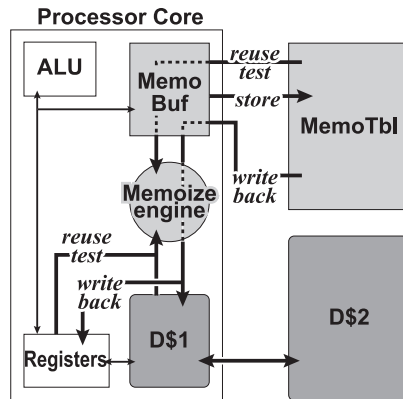 Processor Core
ALU
Memo
Buf
reuse
test
store
MemoTbl
write
back
Memoize
engine
reuse
test
write
back
D$1
D$2
Registers